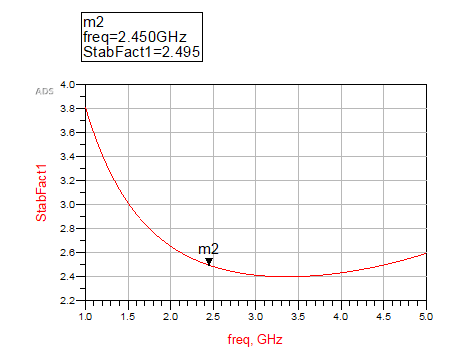 m2
freq=2.450GHz
StabFact1=2.495
ADS
4.0
3.8
3.6
3.4
3.2
3.0
2.8
2.6
2.4
2.2
StabFact1
m2
1.0 1.5 2.0 2.5 3.0 3.5 4.0 4.5 5.0
freq, GHz